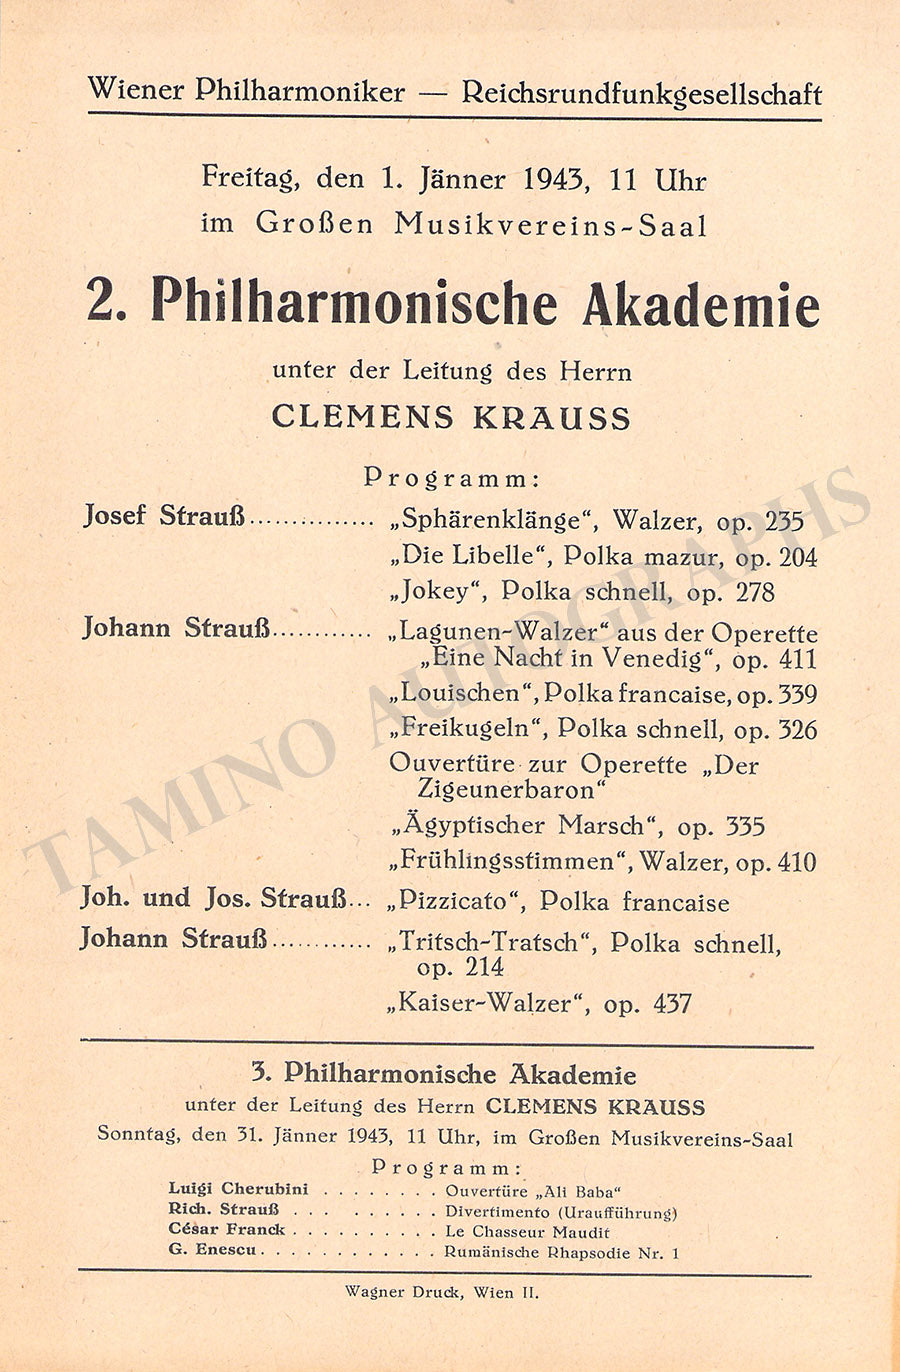 Wiener Philharmoniker — Reichsrundfunkgesellschaft
Freitag, den 1. Jänner 1943, 11 Uhr
im Großen Musikvereins-Saal
2. Philharmonische Akademie
unter der Leitung des Herrn
CLEMENS KRAUSS
Programm:
Josef Strauß .............. „Sphärenklänge“, Walzer, op. 235
„Die Libelle“, Polka mazur, op. 204
„Jokey“, Polka schnell, op. 278
Johann Strauß ............ „Lagunen-Walzer“ aus der Operette
„Eine Nacht in Venedig“, op. 411
„Louischen“, Polka francaise, op. 339
„Freikugeln“, Polka schnell, op. 326
Ouvertüre zur Operette „Der
Zigeunerbaron“
„Ägyptischer Marsch“, op. 335
„Frühlingsstimmen“, Walzer, op. 410
Joh. und Jos. Strauß ... „Pizzicato“, Polka francaise
Johann Strauß ............ „Tritsch-Tratsch“, Polka schnell,
op. 214
„Kaiser-Walzer“, op. 437
3. Philharmonische Akademie
unter der Leitung des Herrn CLEMENS KRAUSS
Sonntag, den 31. Jänner 1943, 11 Uhr, im Großen Musikvereins-Saal
Programm:
Luigi Cherubini . . . . . . . . Ouvertüre „Ali Baba“
Rich. Strauß . . . . . . . . . Divertimento (Uraufführung)
César Franck . . . . . . . . . . Le Chasseur Maudit
G. Enescu . . . . . . . . . . . . Rumänische Rhapsodie Nr. 1
Wagner Druck, Wien II.
TAMINO AUTOGRAPHS